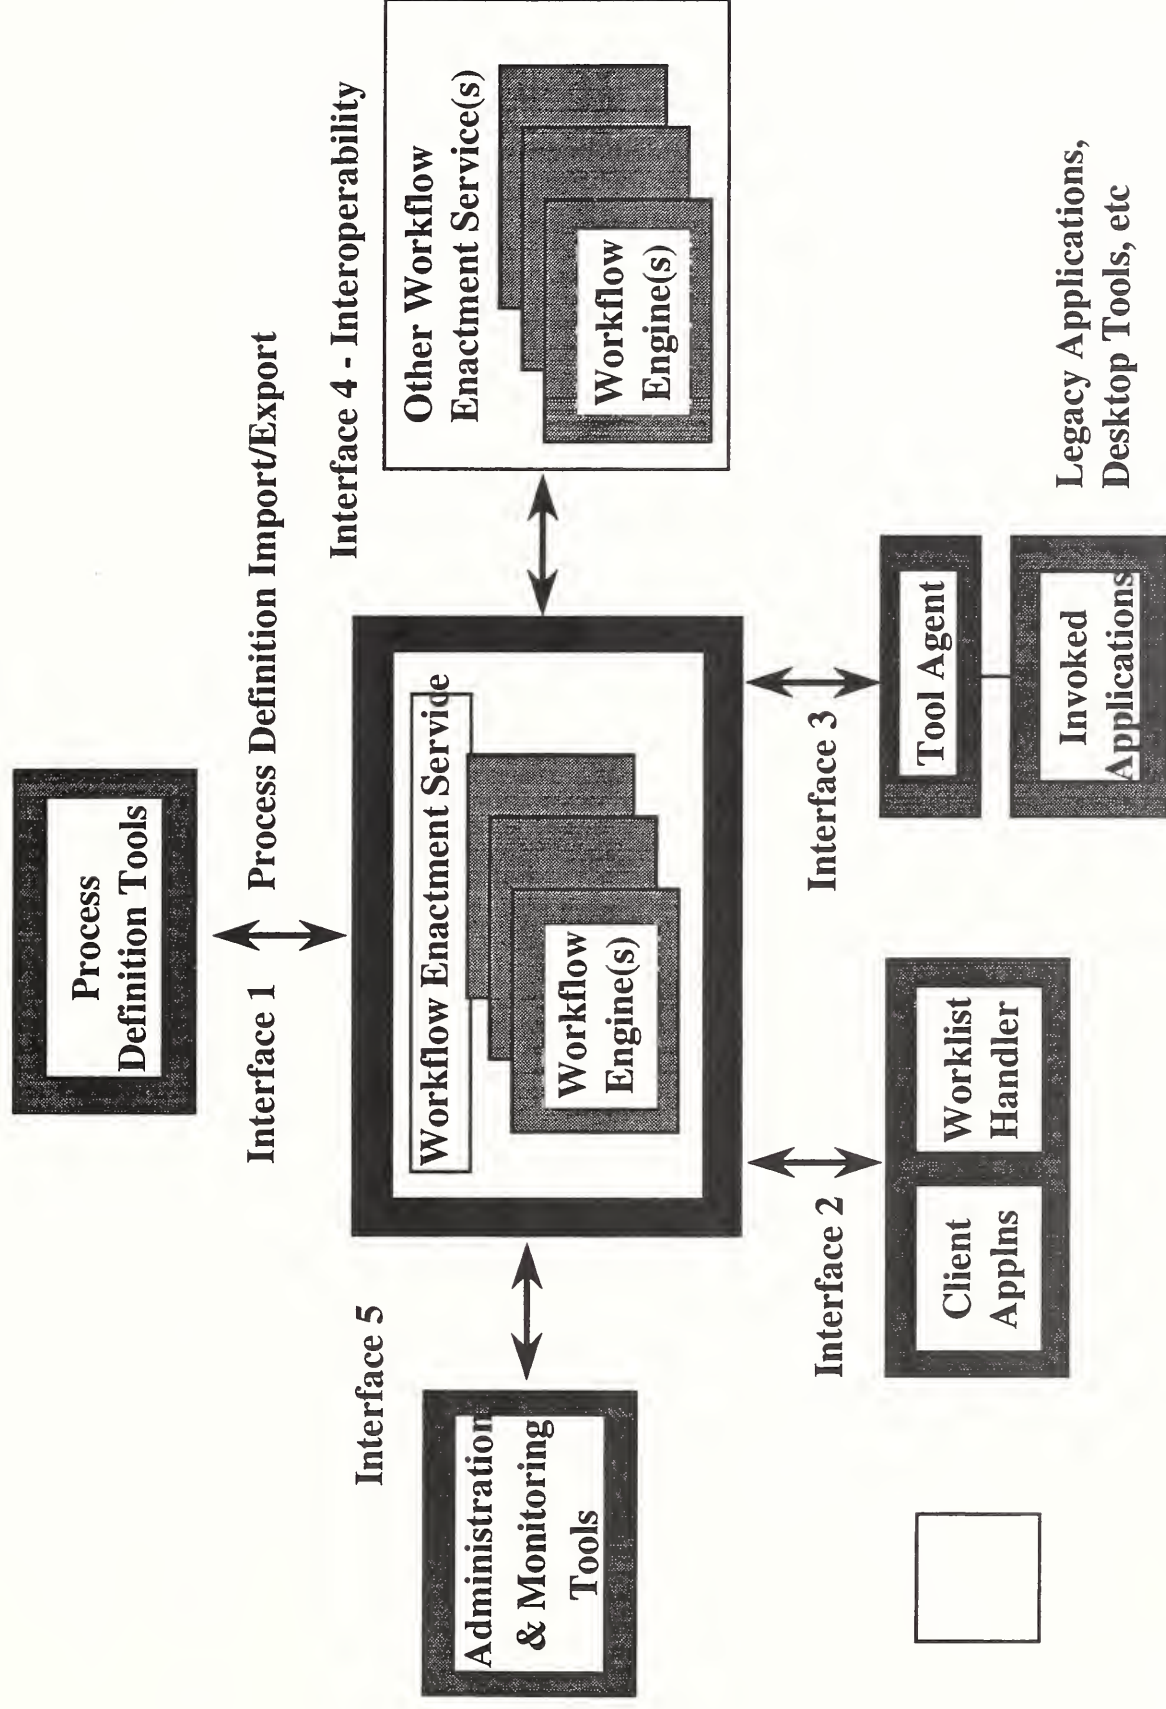 Process
Definition Tools
Interface 1
Process Definition Import/Export
Interface 4 - Interoperability
Interface 5
Administration
& Monitoring
Tools
Workflow Enactment Service
Workflow
Engine(s)
Other Workflow
Enactment Service(s)
Workflow
Engine(s)
Interface 2
Interface 3
Client
Applns
Worklist
Handler
Tool Agent
Invoked
Applications
Legacy Applications,
Desktop Tools, etc